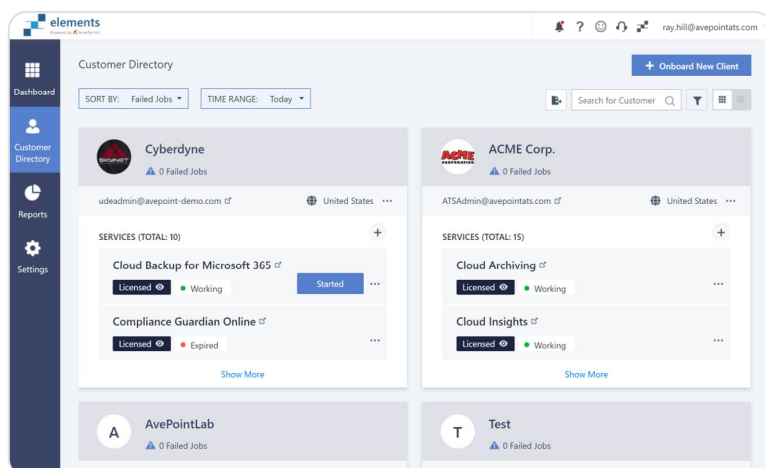 elements
Powered by AvePoint
ray.hill@avepointats.com
Dashboard
Customer Directory
Reports
Settings
Customer Directory
+ Onboard New Client
SORT BY: Failed Jobs
TIME RANGE: Today
Search for Customer
SKYNET
Cyberdyne
0 Failed Jobs
udeadmin@avepoint-demo.com
United States
SERVICES (TOTAL: 10)
Cloud Backup for Microsoft 365
Licensed
Working
Started
Compliance Guardian Online
Licensed
Expired
Show More
ACME
CORPORATION
ACME Corp.
0 Failed Jobs
ATSAdmin@avepointats.com
United States
SERVICES (TOTAL: 15)
Cloud Archiving
Licensed
Working
Cloud Insights
Licensed
Working
Show More
A
AvePointLab
0 Failed Jobs
T
Test
0 Failed Jobs